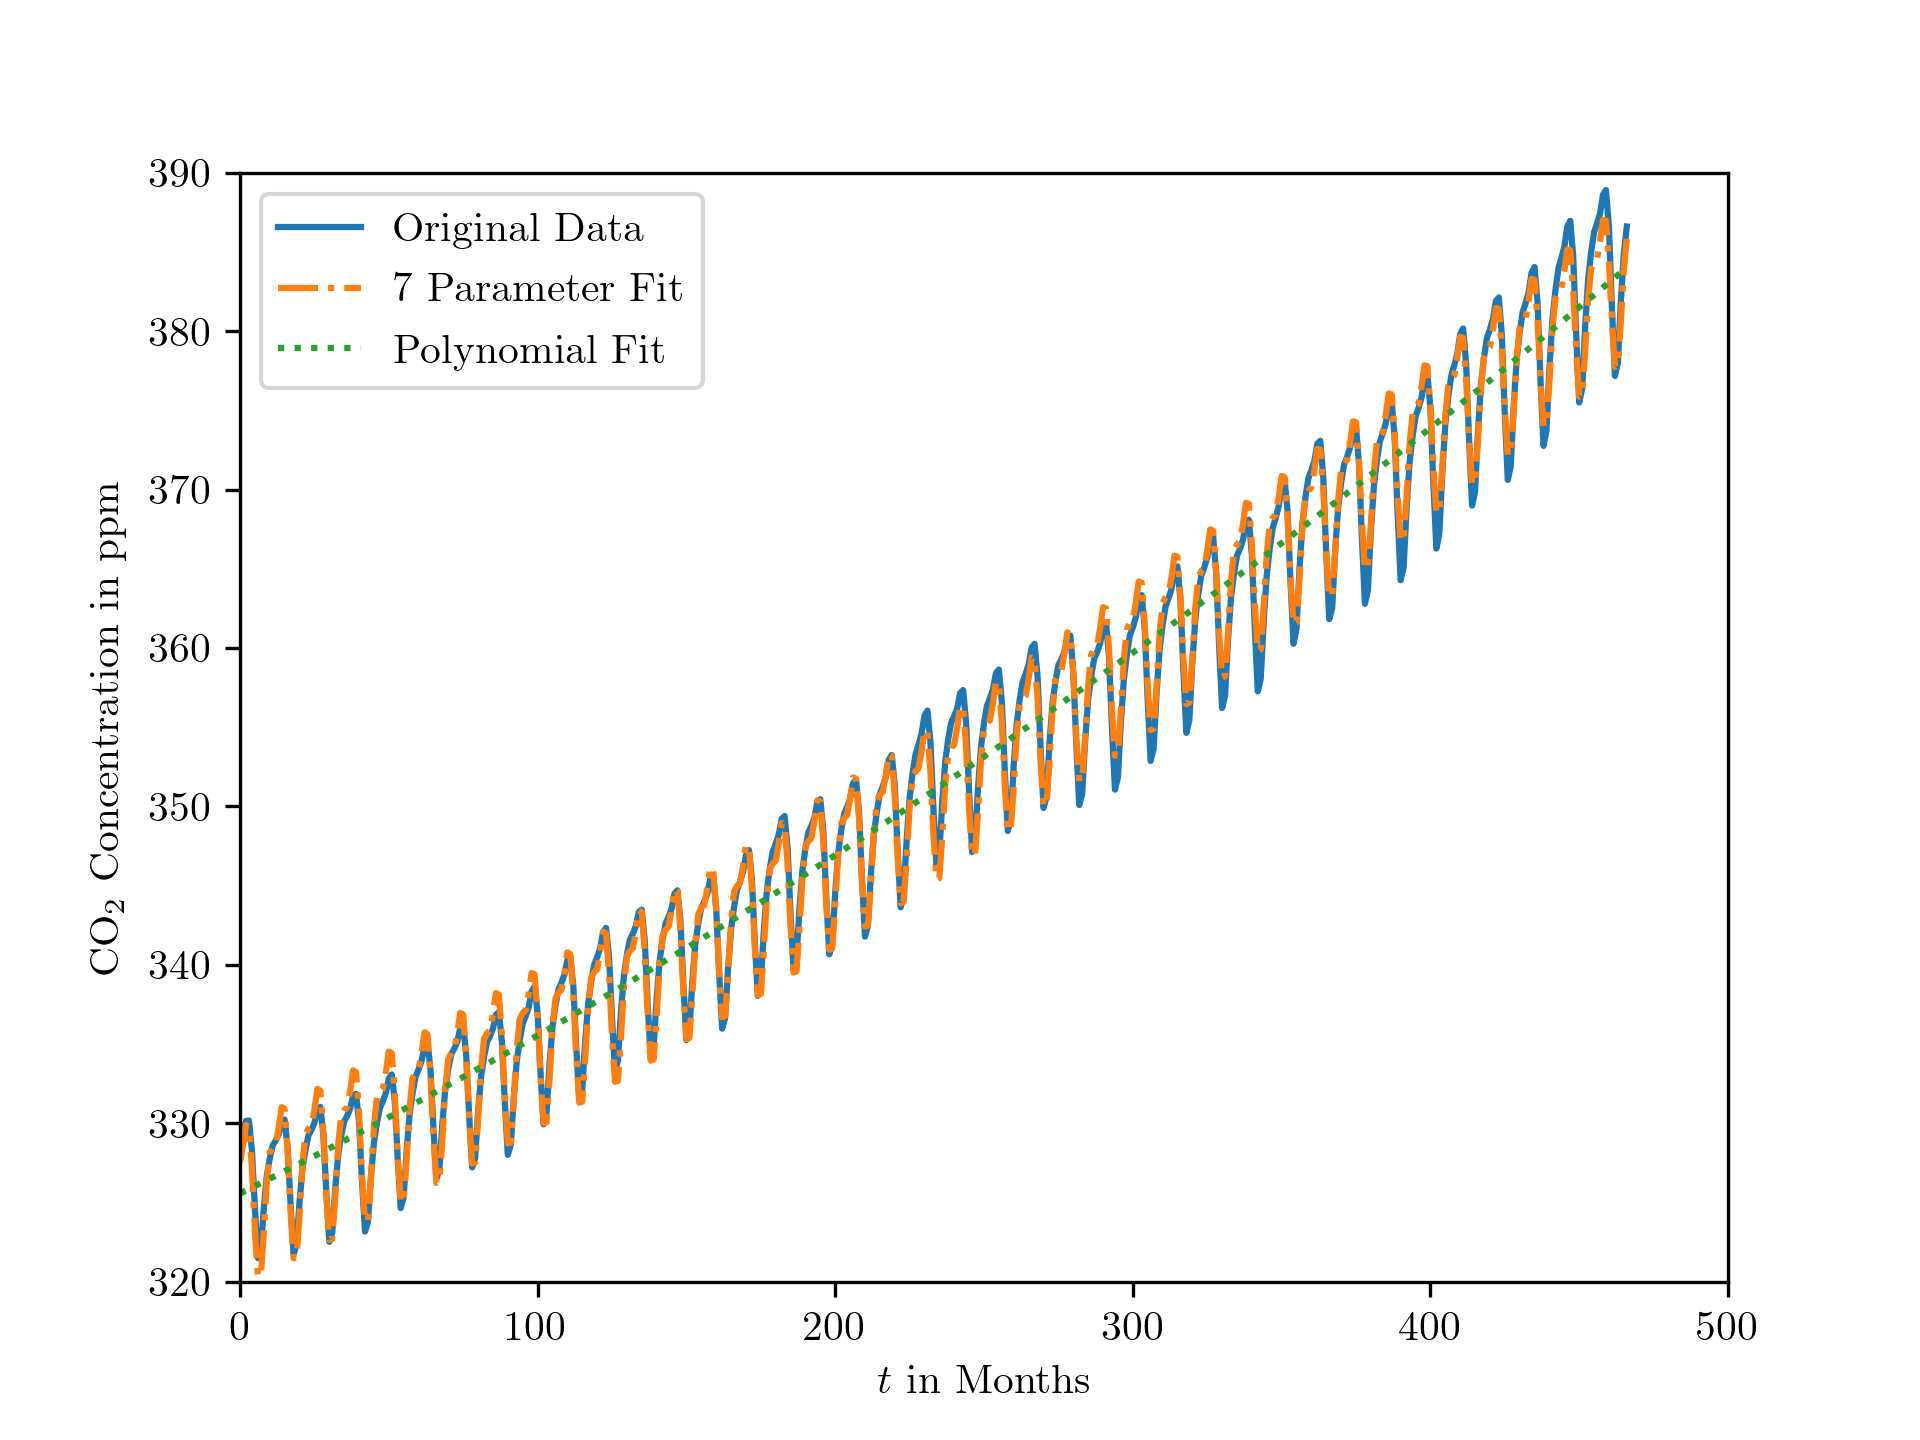 390
380
370
360
350
340
330
320
CO₂ Concentration in ppm
Original Data
7 Parameter Fit
Polynomial Fit
0 100 200 300 400 500
t in Months